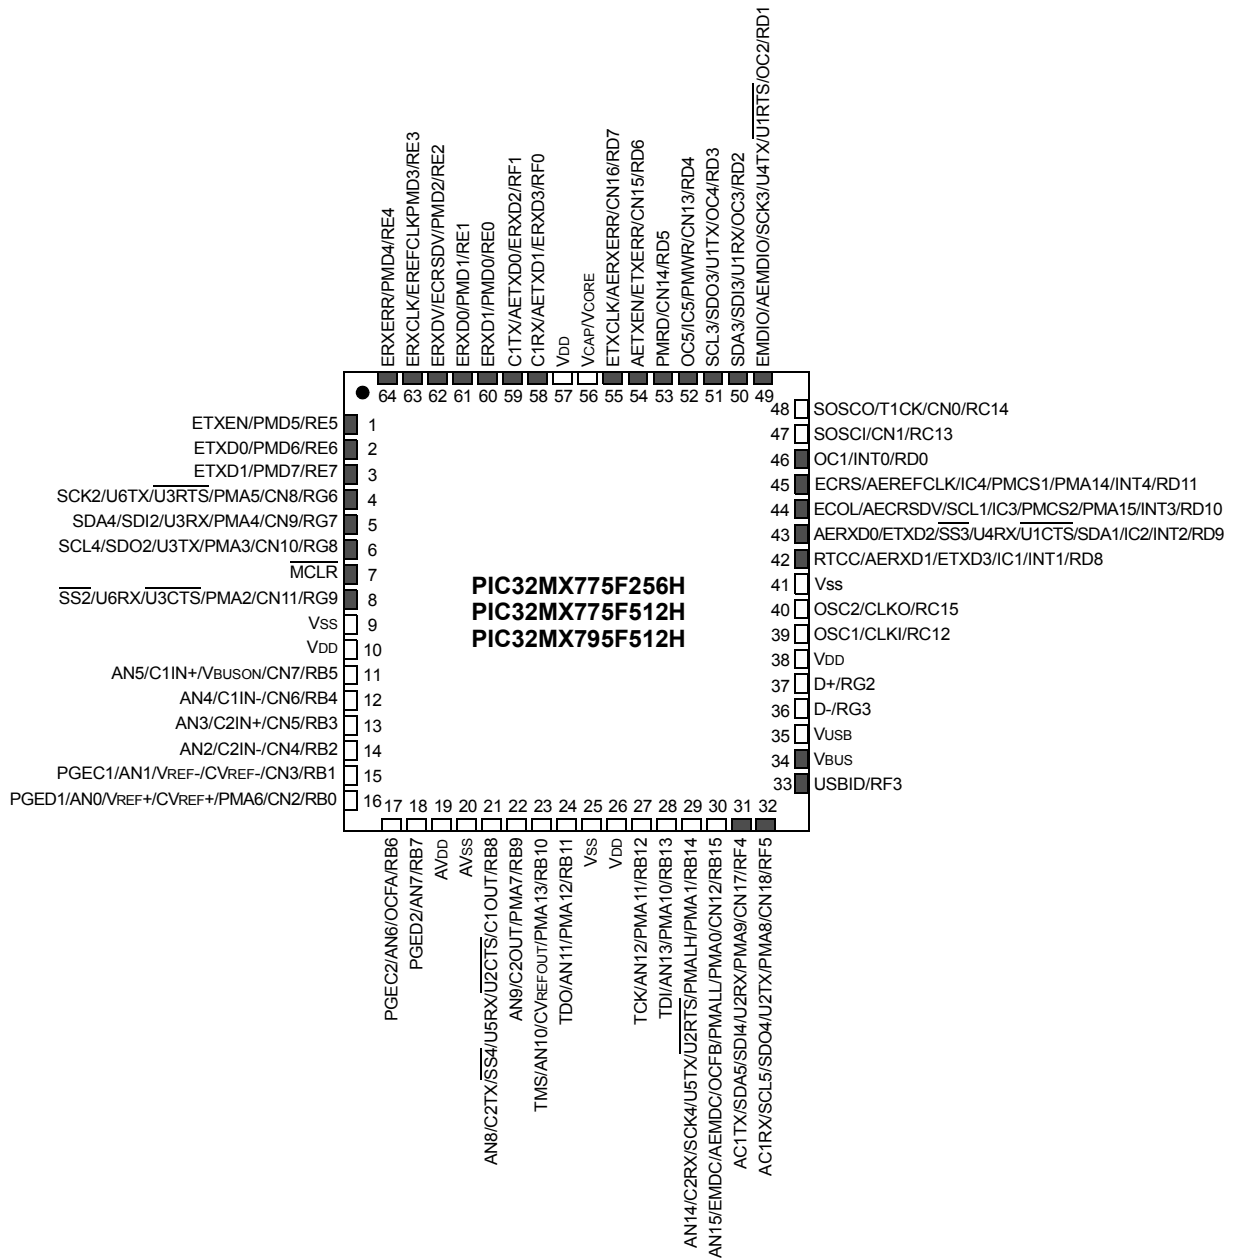 EMDIO/AEMDIO/SCK3/U4TX/U1RTS/OC2/RD1
SDA3/SDI3/U1RX/OC3/RD2
SCL3/SDO3/U1TX/OC4/RD3
OC5/IC5/PMWR/CN13/RD4
PMRD/CN14/RD5
AETXEN/ETXERR/CN15/RD6
ETXCLK/AERXERR/CN16/RD7
VCAP/VCORE
VDD
C1RX/AETXD1/ERXD3/RF0
C1TX/AETXD0/ERXD2/RF1
ERXD1/PMD0/RE0
ERXD0/PMD1/RE1
ERXDV/ECRSDV/PMD2/RE2
ERXCLK/EREFCLKPMD3/RE3
ERXERR/PMD4/RE4
64 63 62 61 60 59 58 57 56 55 54 53 52 51 50 49
ETXEN/PMD5/RE5 1
ETXD0/PMD6/RE6 2
ETXD1/PMD7/RE7 3
SCK2/U6TX/U3RTS/PMA5/CN8/RG6 4
SDA4/SDI2/U3RX/PMA4/CN9/RG7 5
SCL4/SDO2/U3TX/PMA3/CN10/RG8 6
MCLR 7
SS2/U6RX/U3CTS/PMA2/CN11/RG9 8
VSS 9
VDD 10
AN5/C1IN+/VBUSON/CN7/RB5 11
AN4/C1IN-/CN6/RB4 12
AN3/C2IN+/CN5/RB3 13
AN2/C2IN-/CN4/RB2 14
PGEC1/AN1/VREF-/CVREF-/CN3/RB1 15
PGED1/AN0/VREF+/CVREF+/PMA6/CN2/RB0 16
PIC32MX775F256H
PIC32MX775F512H
PIC32MX795F512H
48 SOSCO/T1CK/CN0/RC14
47 SOSCI/CN1/RC13
46 OC1/INT0/RD0
45 ECRS/AEREFCLK/IC4/PMCS1/PMA14/INT4/RD11
44 ECOL/AECRSDV/SCL1/IC3/PMCS2/PMA15/INT3/RD10
43 AERXD0/ETXD2/SS3/U4RX/U1CTS/SDA1/IC2/INT2/RD9
42 RTCC/AERXD1/ETXD3/IC1/INT1/RD8
41 Vss
40 OSC2/CLKO/RC15
39 OSC1/CLKI/RC12
38 VDD
37 D+/RG2
36 D-/RG3
35 VUSB
34 VBUS
33 USBID/RF3
17 18 19 20 21 22 23 24 25 26 27 28 29 30 31 32
PGEC2/AN6/OCFA/RB6
PGED2/AN7/RB7
AVDD
AVSS
AN8/C2TX/SS4/U5RX/U2CTS/C1OUT/RB8
AN9/C2OUT/PMA7/RB9
TMS/AN10/CVREFOUT/PMA13/RB10
TDO/AN11/PMA12/RB11
VSS
VDD
TCK/AN12/PMA11/RB12
TDI/AN13/PMA10/RB13
AN14/C2RX/SCK4/U5TX/U2RTS/PMALH/PMA1/RB14
AN15/EMDC/AEMDC/OCFB/PMALL/PMA0/CN12/RB15
AC1TX/SDA5/SDI4/U2RX/PMA9/CN17/RF4
AC1RX/SCL5/SDO4/U2TX/PMA8/CN18/RF5